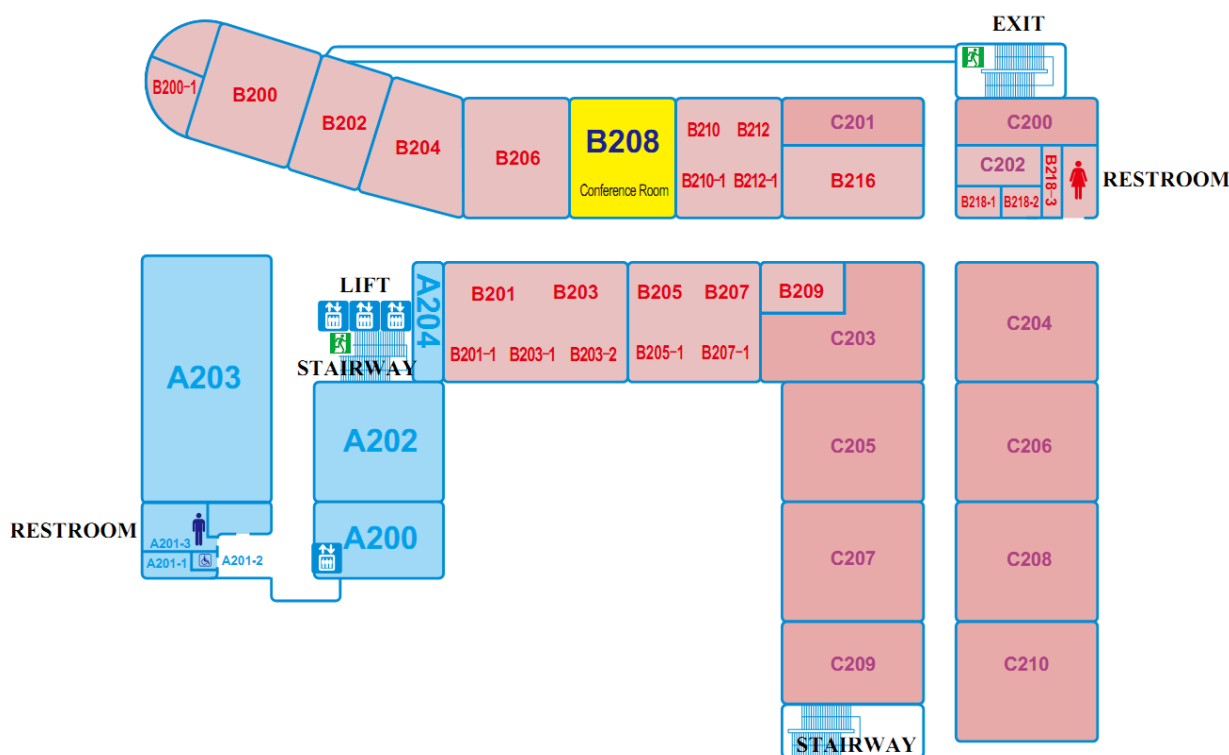 EXIT
B200-1
B200
B202
B204
B206
B208
Conference Room
B210 B212
B210-1 B212-1
C201
B216
C200
C202
B218-1
B218-2
B218-3
RESTROOM
LIFT
STAIRWAY
A204
B201 B203
B201-1 B203-1 B203-2
B205 B207
B205-1 B207-1
B209
C203
C204
A203
A202
C205
C206
RESTROOM
A201-3
A201-1
A201-2
A200
C207
C208
C209
C210
STAIRWAY